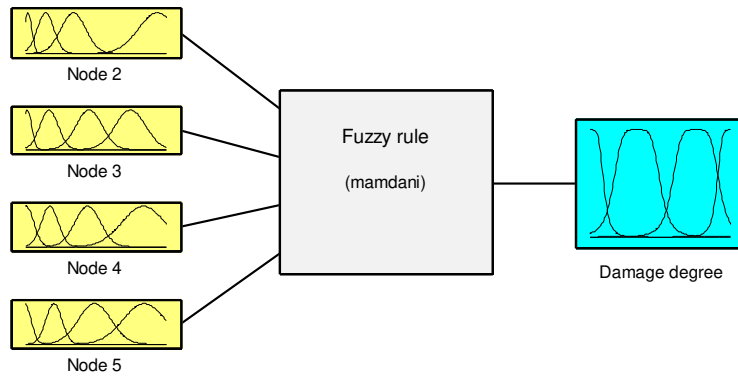 Node 2
Node 3
Node 4
Node 5
Fuzzy rule
(mamdani)
Damage degree